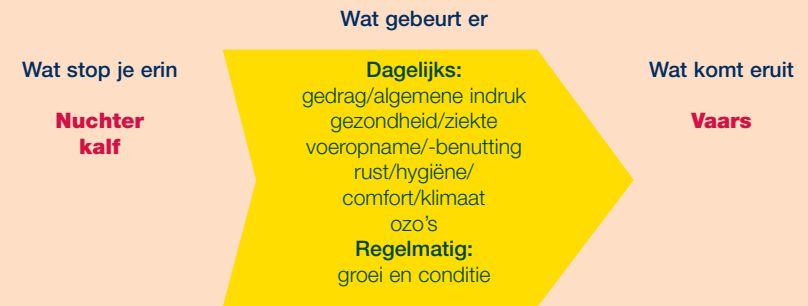 Wat gebeurt er
Wat stop je erin
Nuchter
kalf
Dagelijks:
gedrag/algemene indruk
gezondheid/ziekte
voeropname/-benutting
rust/hygiëne/
comfort/klimaat
ozo's
Regelmatig:
groei en conditie
Wat komt eruit
Vaars